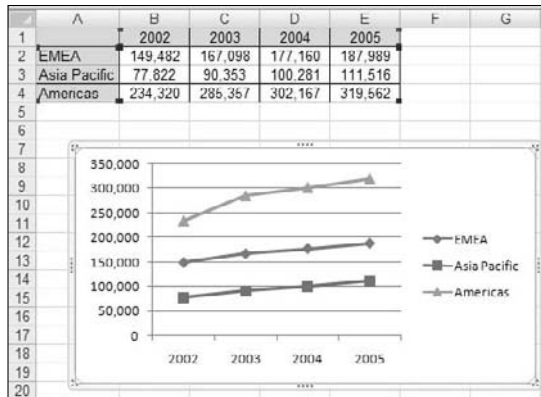 A B C D E F G
1 2002 2003 2004 2005
2 EMEA 149,482 167,098 177,160 187,989
3 Asia Pacific 77,822 90,353 100,281 111,516
4 Americas 234,320 285,357 302,167 319,562
5
6
7
8 350,000
9 300,000
10 250,000
11 200,000
12 EMEA
13 150,000 Asia Pacific
14 100,000 Americas
15
16 50,000
17 0
18 2002 2003 2004 2005
19
20